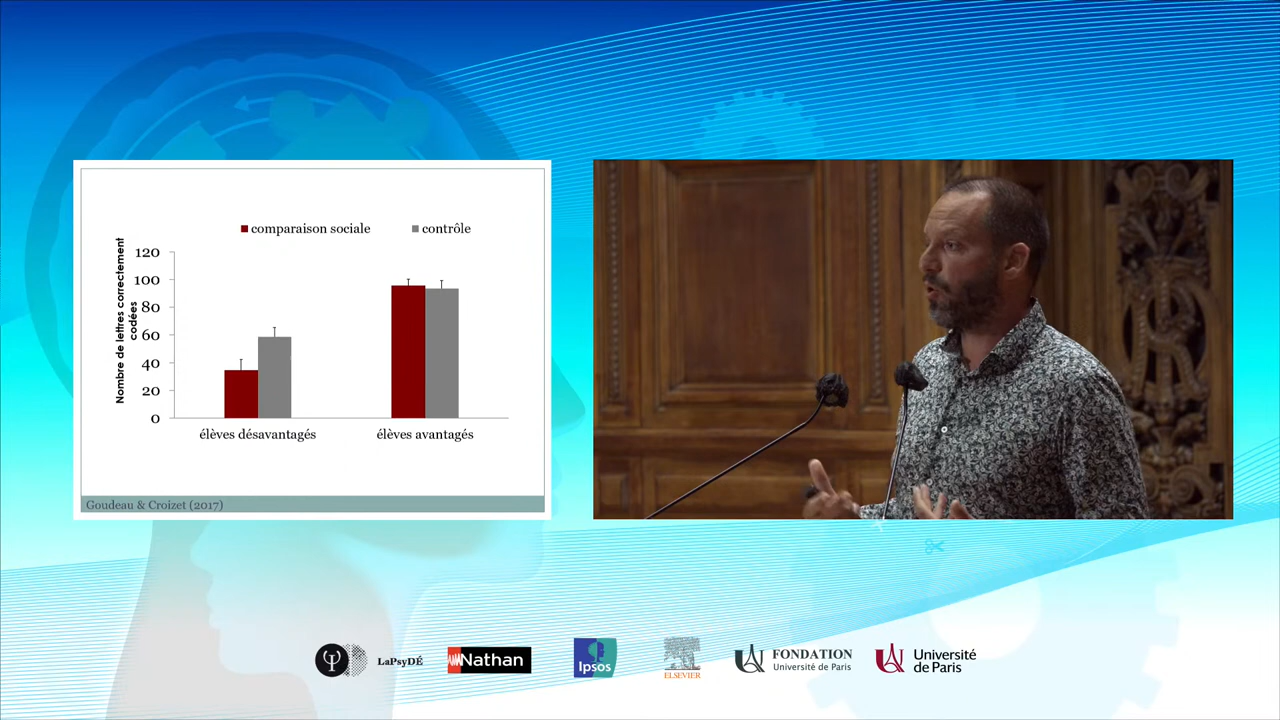 comparaison sociale
contrôle
Nombre de lettres correctement
codées
120
100
80
60
40
20
0
élèves désavantagés
élèves avantagés
Goudeau & Croizet (2017)
LaPsyDÉ
Nathan
Ipsos
ELSEVIER
FONDATION
Université de Paris
Université
de Paris